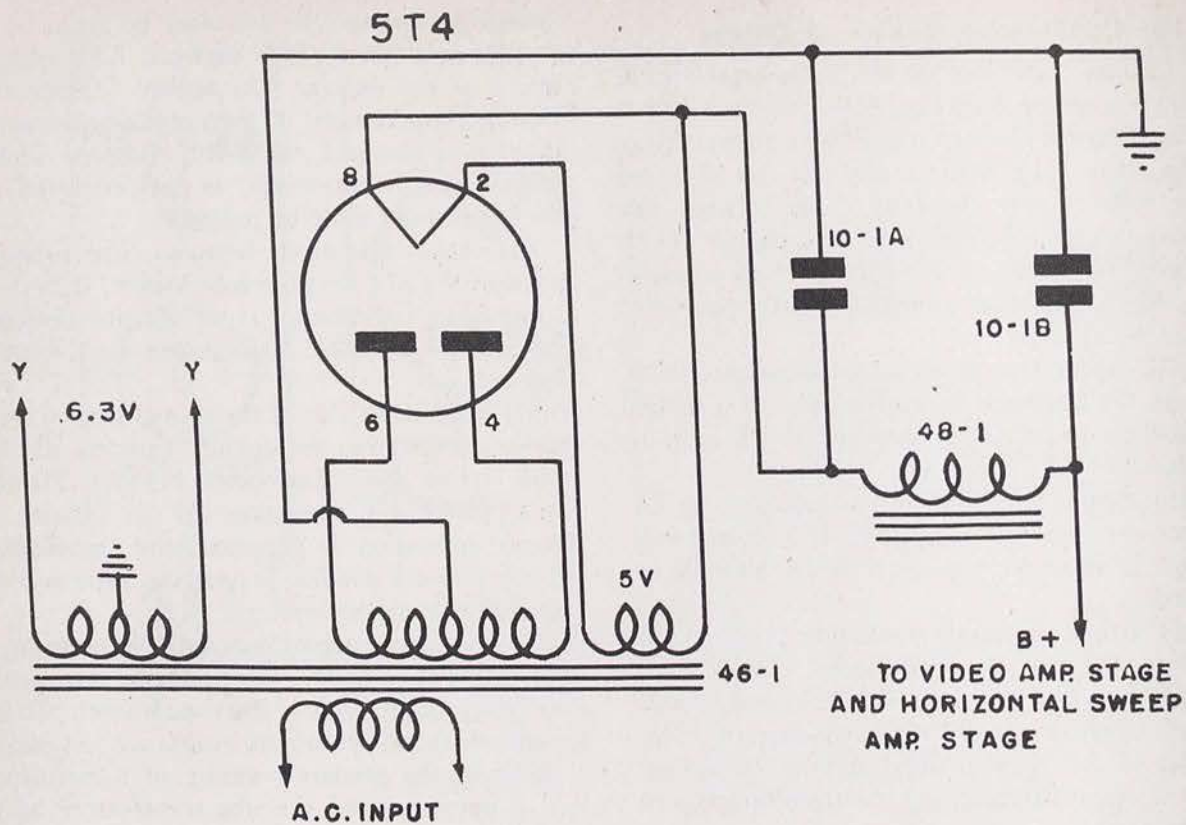 5T4
8
2
10-1A
10-1B
Y
6.3V
Y
6
4
48-1
5V
46-1
B+
TO VIDEO AMP. STAGE
AND HORIZONTAL SWEEP
AMP. STAGE
A.C. INPUT